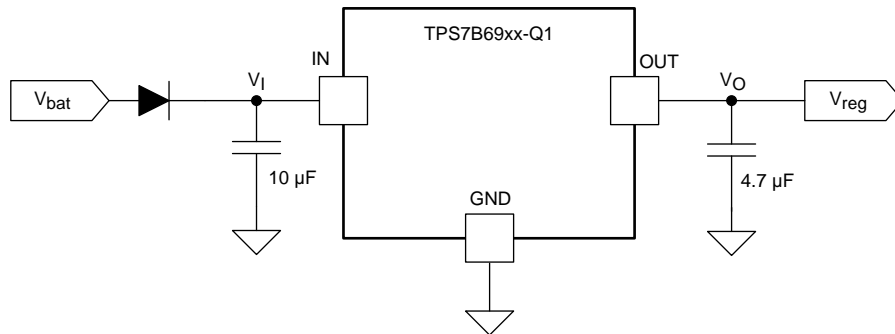 TPS7B69xx-Q1
IN
OUT
V_I
V_O
V_bat
V_reg
10 µF
4.7 µF
GND